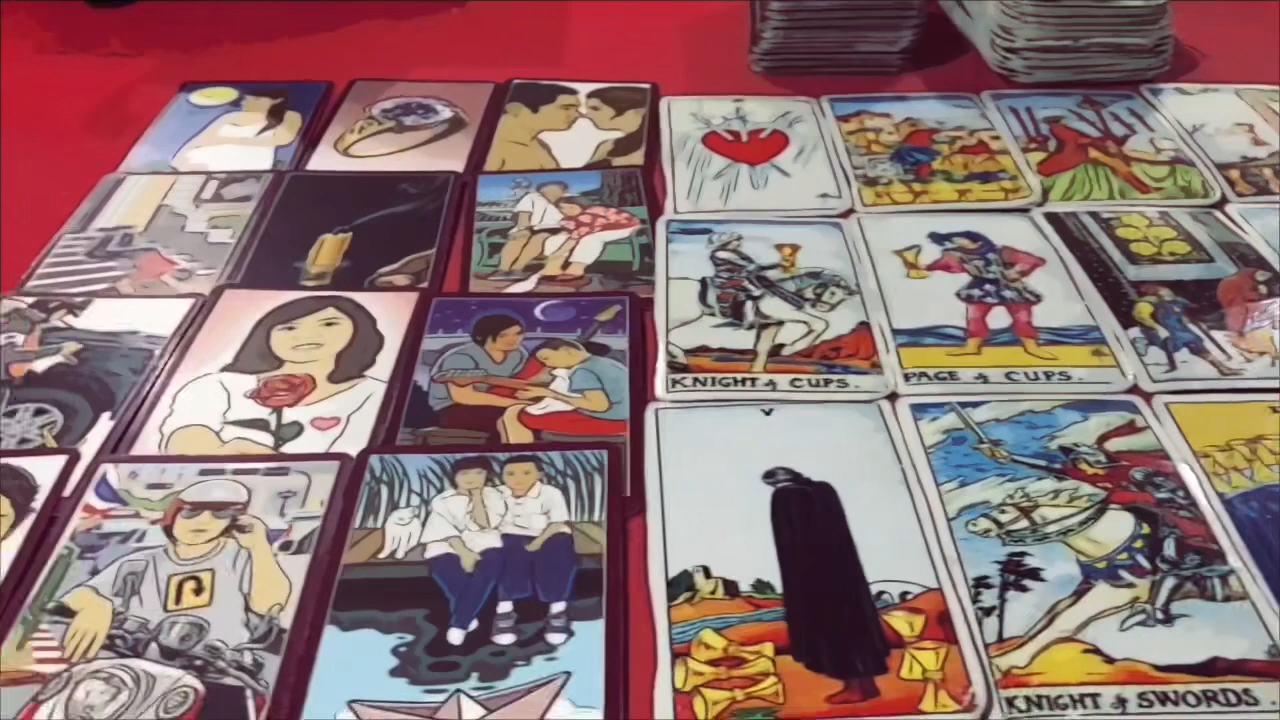 KNIGHT of CUPS.
PAGE of CUPS.
V
KNIGHT of SWORDS.